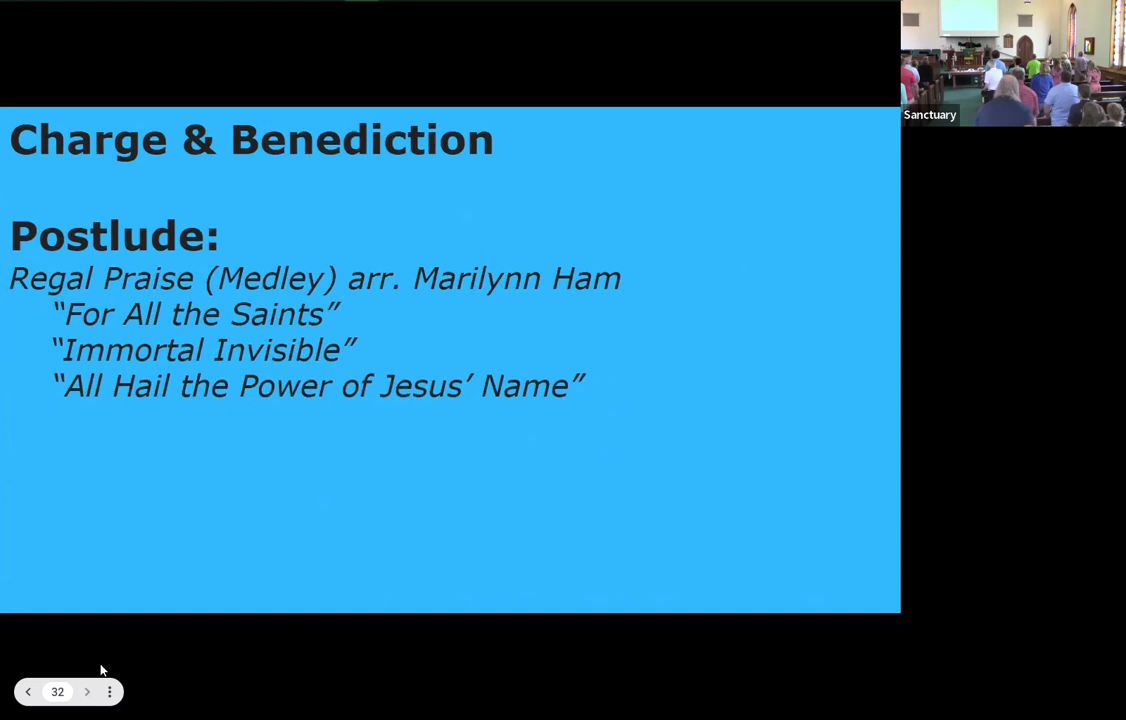 Charge & Benediction
Postlude:
Regal Praise (Medley) arr. Marilynn Ham
“For All the Saints”
“Immortal Invisible”
“All Hail the Power of Jesus’ Name”
Sanctuary
32